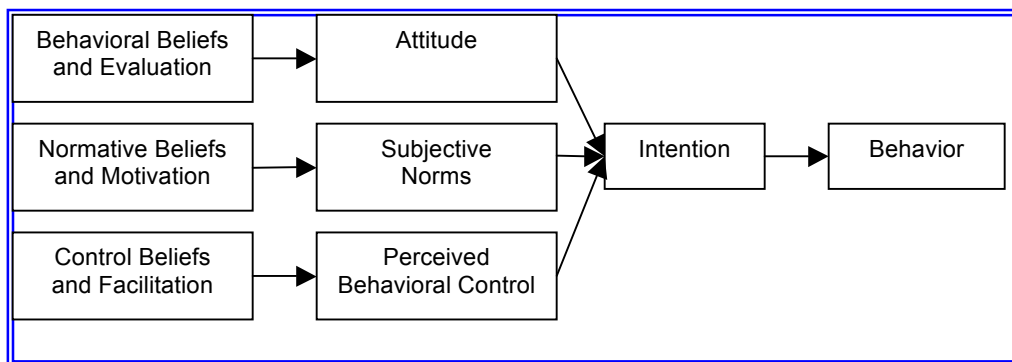 Behavioral Beliefs
and Evaluation
Attitude
Normative Beliefs
and Motivation
Subjective
Norms
Intention
Behavior
Control Beliefs
and Facilitation
Perceived
Behavioral Control